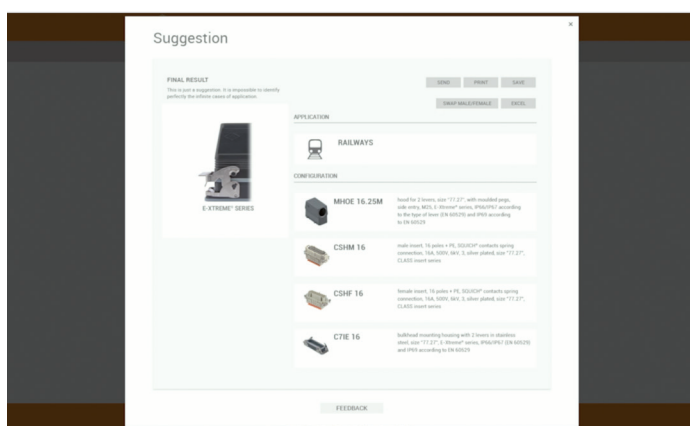 ×
Suggestion
FINAL RESULT
This is just a suggestion. It is impossible to identify
perfectly the infinite cases of application.
SEND PRINT SAVE
SWAP MALE/FEMALE EXCEL
E-XTREME® SERIES
APPLICATION
RAILWAYS
CONFIGURATION
MHOE 16.25M
hood for 2 levers, size "77.27", with moulded pegs,
side entry, M25, E-Xtreme® series, IP66/IP67 according
to the type of lever (EN 60529) and IP69 according
to EN 60529
CSHM 16
male insert, 16 poles + PE, SQUICH® contacts spring
connection, 16A, 500V, 6kV, 3, silver plated, size "77.27",
CLASS insert series
CSHF 16
female insert, 16 poles + PE, SQUICH® contacts spring
connection, 16A, 500V, 6kV, 3, silver plated, size "77.27",
CLASS insert series
C7IE 16
bulkhead mounting housing with 2 levers in stainless
steel, size "77.27", E-Xtreme® series, IP66/IP67 (EN 60529)
and IP69 according to EN 60529
FEEDBACK